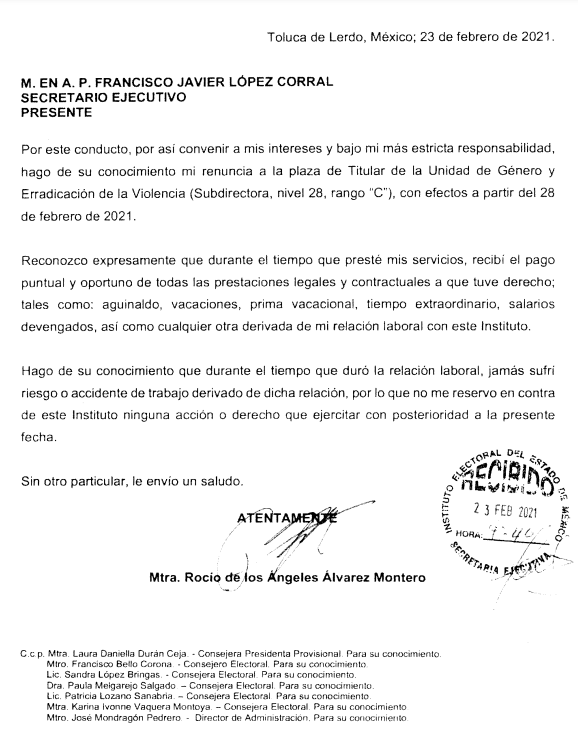 Toluca de Lerdo, México; 23 de febrero de 2021.
M. EN A. P. FRANCISCO JAVIER LÓPEZ CORRAL
SECRETARIO EJECUTIVO
PRESENTE
Por este conducto, por así convenir a mis intereses y bajo mi más estricta responsabilidad,
hago de su conocimiento mi renuncia a la plaza de Titular de la Unidad de Género y
Erradicación de la Violencia (Subdirectora, nivel 28, rango "C"), con efectos a partir del 28
de febrero de 2021.
Reconozco expresamente que durante el tiempo que presté mis servicios, recibí el pago
puntual y oportuno de todas las prestaciones legales y contractuales a que tuve derecho;
tales como: aguinaldo, vacaciones, prima vacacional, tiempo extraordinario, salarios
devengados, así como cualquier otra derivada de mi relación laboral con este Instituto.
Hago de su conocimiento que durante el tiempo que duró la relación laboral, jamás sufrí
riesgo o accidente de trabajo derivado de dicha relación, por lo que no me reservo en contra
de este Instituto ninguna acción o derecho que ejercitar con posterioridad a la presente
fecha.
Sin otro particular, le envío un saludo.
INSTITUTO ELECTORAL DEL ESTADO DE MÉXICO
RECIBIDO
23 FEB 2021
HORA:
SECRETARIA EJECUTIVA
ATENTAMENTE
Mtra. Rocío de los Ángeles Álvarez Montero
C.c.p. Mtra. Laura Daniella Durán Ceja. - Consejera Presidenta Provisional. Para su conocimiento.
Mtro. Francisco Bello Corona. - Consejero Electoral. Para su conocimiento.
Lic. Sandra López Bringas. - Consejera Electoral. Para su conocimiento.
Dra. Paula Melgarejo Salgado – Consejera Electoral. Para su conocimiento.
Lic. Patricia Lozano Sanabria. – Consejera Electoral. Para su conocimiento.
Mtra. Karina Ivonne Vaquera Montoya. - Consejera Electoral. Para su conocimiento
Mtro. José Mondragón Pedrero. - Director de Administración. Para su conocimiento.